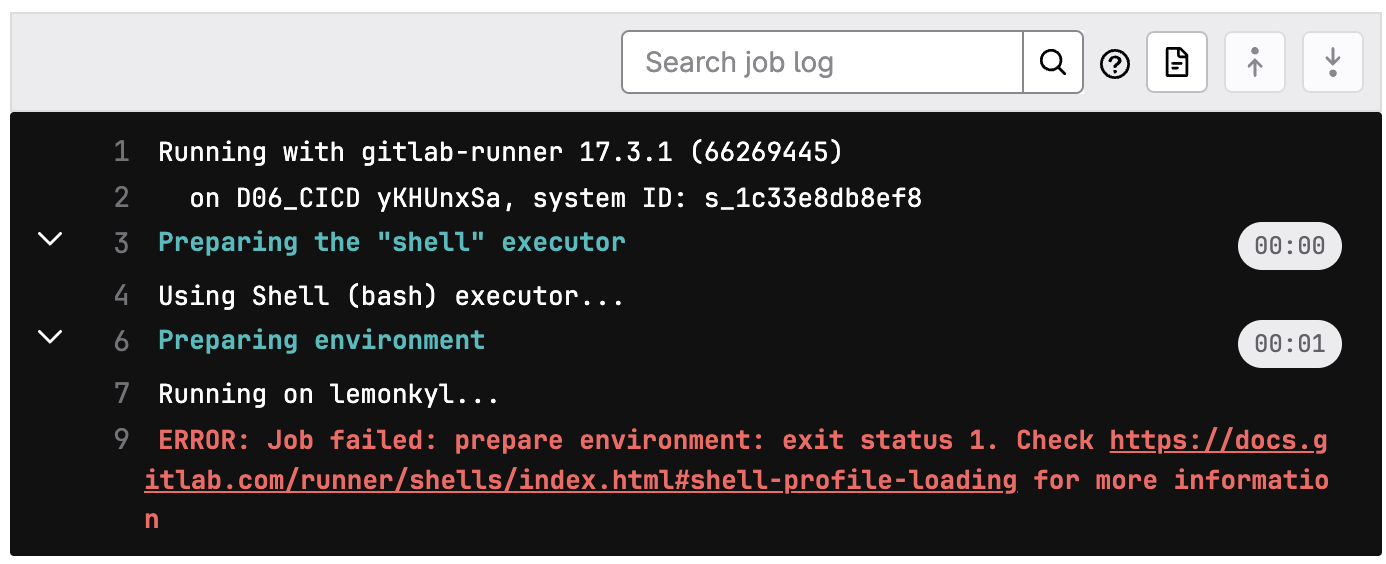 Search job log
1 Running with gitlab-runner 17.3.1 (66269445)
2 on D06_CICD yKHUnxSa, system ID: s_1c33e8db8ef8
3 Preparing the "shell" executor 00:00
4 Using Shell (bash) executor...
6 Preparing environment 00:01
7 Running on lemonkyl...
9 ERROR: Job failed: prepare environment: exit status 1. Check https://docs.g
itlab.com/runner/shells/index.html#shell-profile-loading for more informatio
n